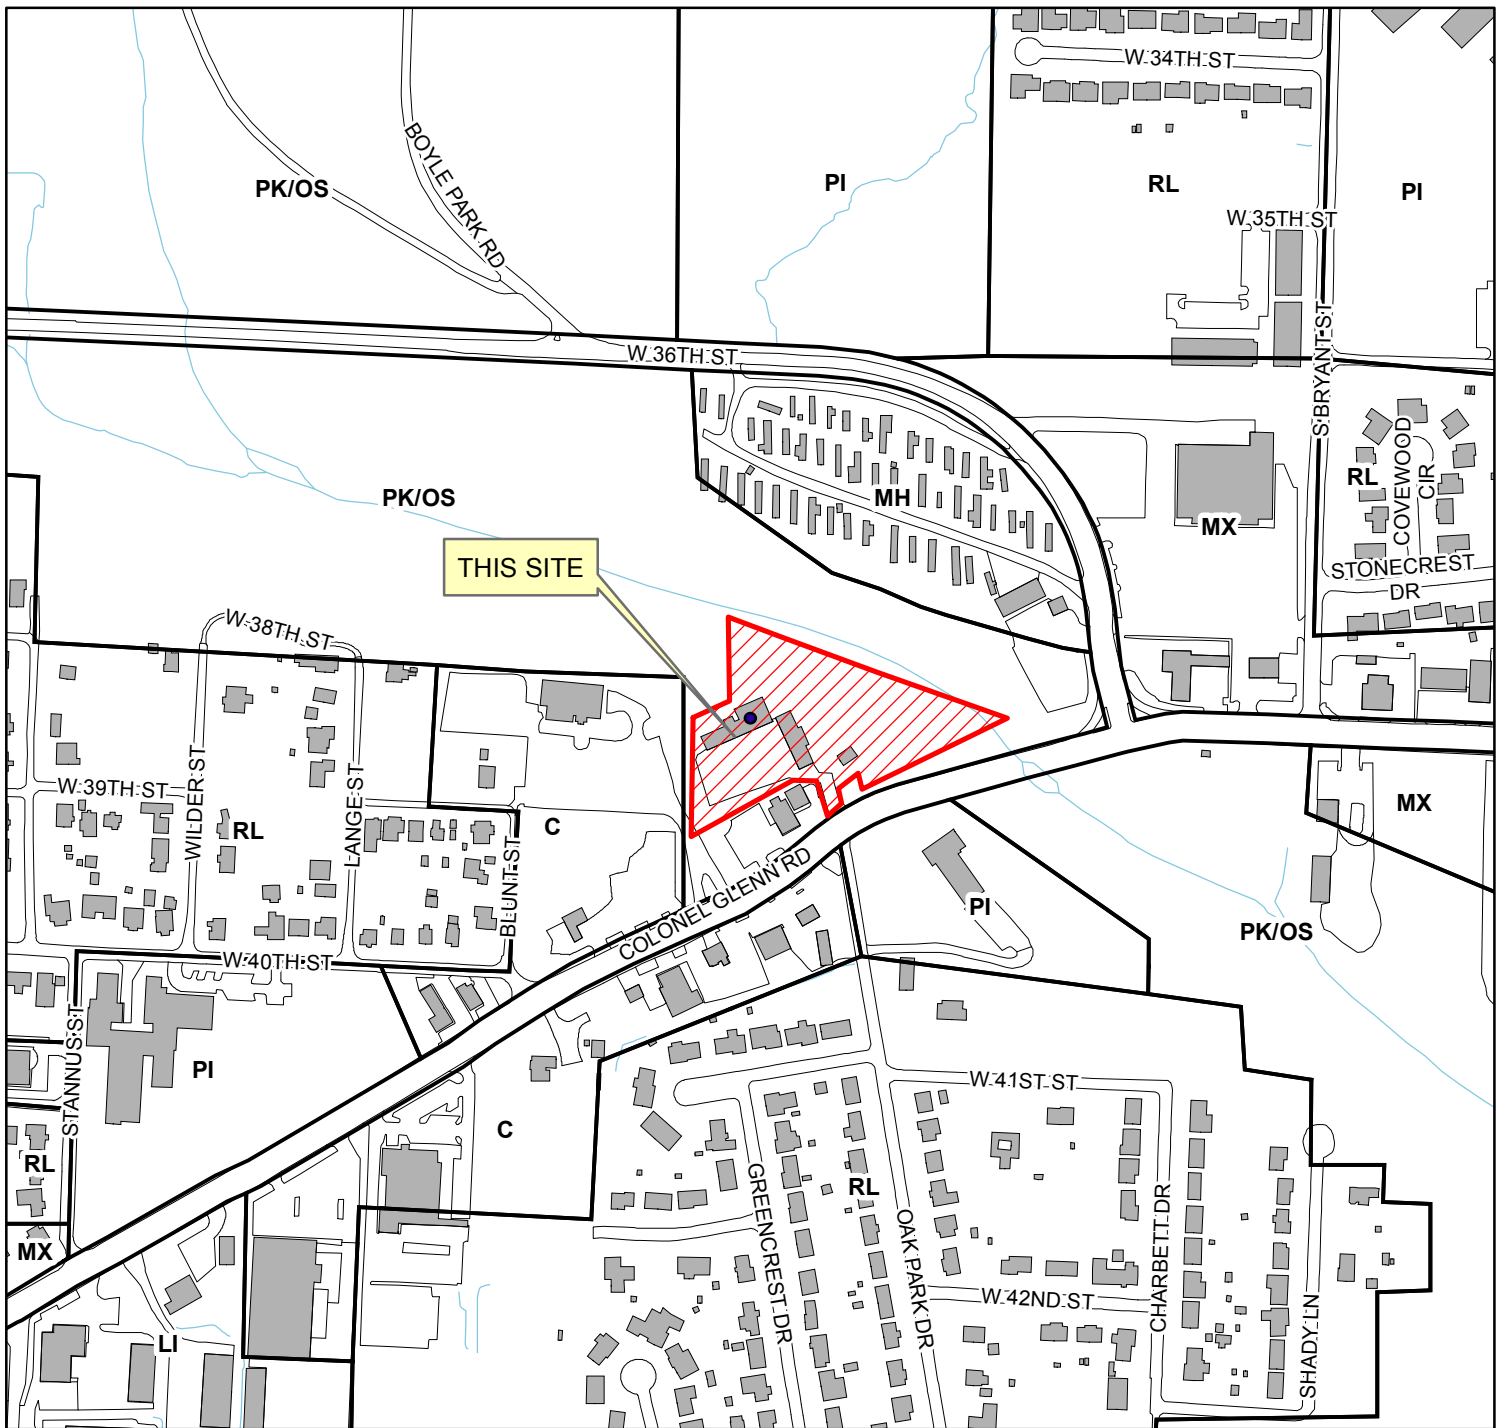 W 34TH ST
BOYLE PARK RD
PK/OS
PI
RL
PI
W 35TH ST
S BRYANT ST
W 36TH ST
COVEWOOD
CIR
RL
PK/OS
MH
MX
THIS SITE
STONECREST
DR
W 38TH ST
W 39TH ST
WILDER ST
LANGE ST
RL
BLUNT ST
C
MX
COLONEL GLENN RD
PI
PK/OS
W 40TH ST
STANNUS ST
PI
W 41ST ST
C
RL
RL
GREENCREST DR
OAK PARK DR
CHARBETT DR
MX
W 42ND ST
SHADY LN
LI